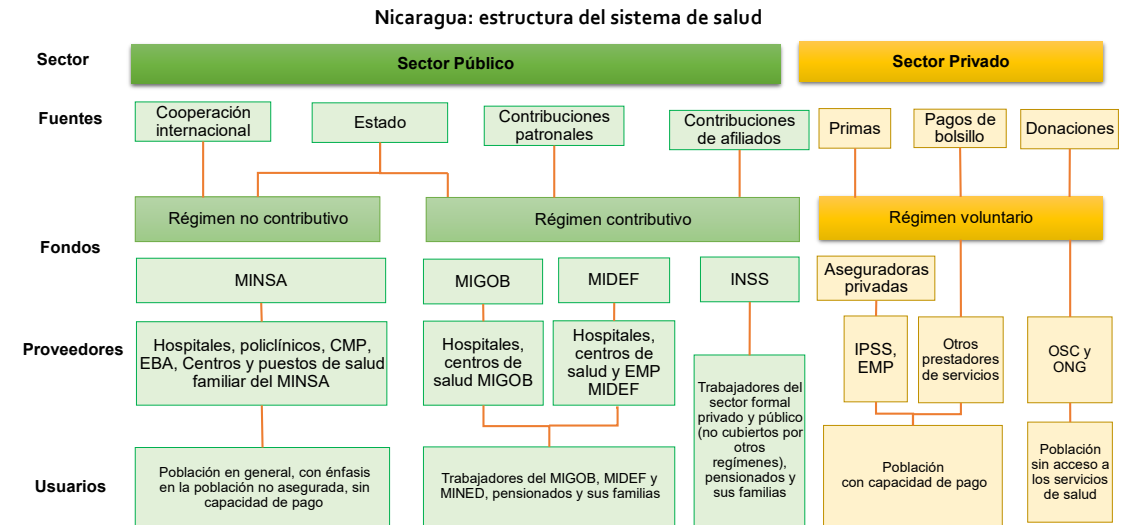 Nicaragua: estructura del sistema de salud
Sector
Sector Público
Sector Privado
Fuentes
Cooperación
internacional
Estado
Contribuciones
patronales
Contribuciones
de afiliados
Primas
Pagos de
bolsillo
Donaciones
Fondos
Régimen no contributivo
Régimen contributivo
Régimen voluntario
MINSA
MIGOB
MIDEF
INSS
Aseguradoras
privadas
Proveedores
Hospitales, policlínicos, CMP,
EBA, Centros y puestos de salud
familiar del MINSA
Hospitales,
centros de
salud MIGOB
Hospitales,
centros de
salud y EMP
MIDEF
IPSS,
EMP
Otros
prestadores
de servicios
OSC y
ONG
Usuarios
Población en general, con énfasis
en la población no asegurada, sin
capacidad de pago
Trabajadores del MIGOB, MIDEF y
MINED, pensionados y sus familias
Trabajadores del
sector formal
privado y público
(no cubiertos por
otros
regímenes),
pensionados y
sus familias
Población
con capacidad de pago
Población
sin acceso a
los servicios
de salud